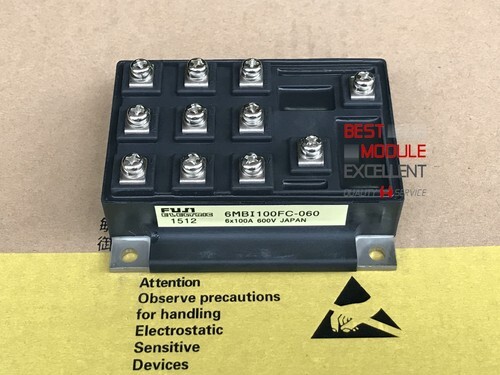 BEST
MODULE
EXCELLENT
QUALITY SERVICE
FUJI
ELECTRIC
1512
6MBI100FC-060
6x100A 600V JAPAN
Attention
Observe precautions
for handling
Electrostatic
Sensitive
Devices